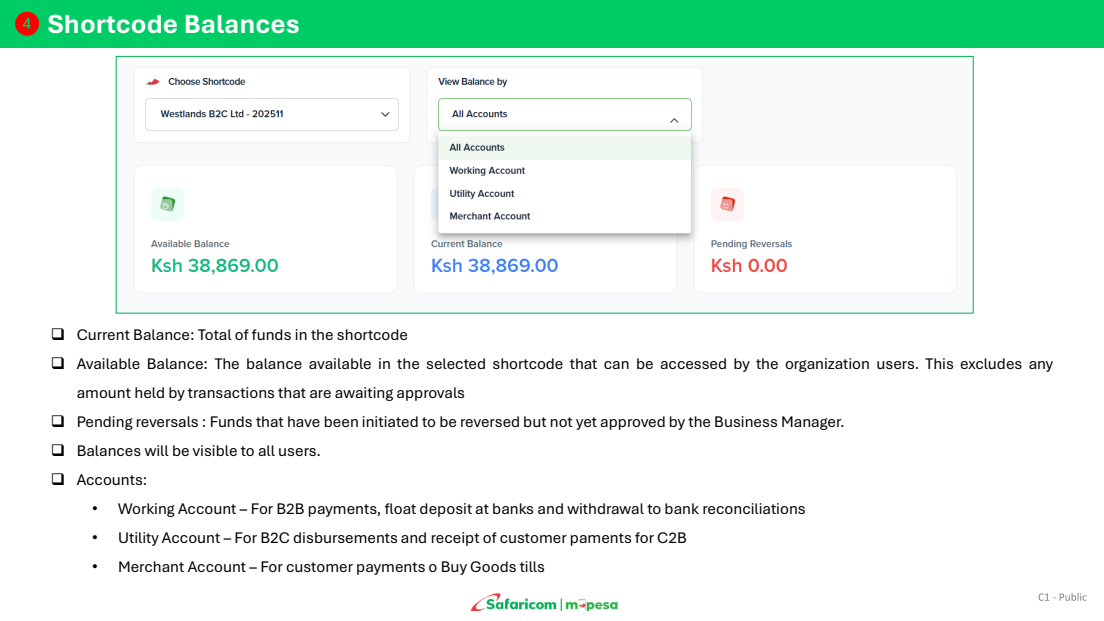 4 Shortcode Balances
Choose Shortcode
Westlands B2C Ltd - 202511
View Balance by
All Accounts
All Accounts
Working Account
Utility Account
Merchant Account
Available Balance
Ksh 38,869.00
Current Balance
Ksh 38,869.00
Pending Reversals
Ksh 0.00
❑ Current Balance: Total of funds in the shortcode
❑ Available Balance: The balance available in the selected shortcode that can be accessed by the organization users. This excludes any
amount held by transactions that are awaiting approvals
❑ Pending reversals : Funds that have been initiated to be reversed but not yet approved by the Business Manager.
❑ Balances will be visible to all users.
❑ Accounts:
• Working Account – For B2B payments, float deposit at banks and withdrawal to bank reconciliations
• Utility Account – For B2C disbursements and receipt of customer paments for C2B
• Merchant Account – For customer payments o Buy Goods tills
Safaricom | m-pesa
C1 - Public